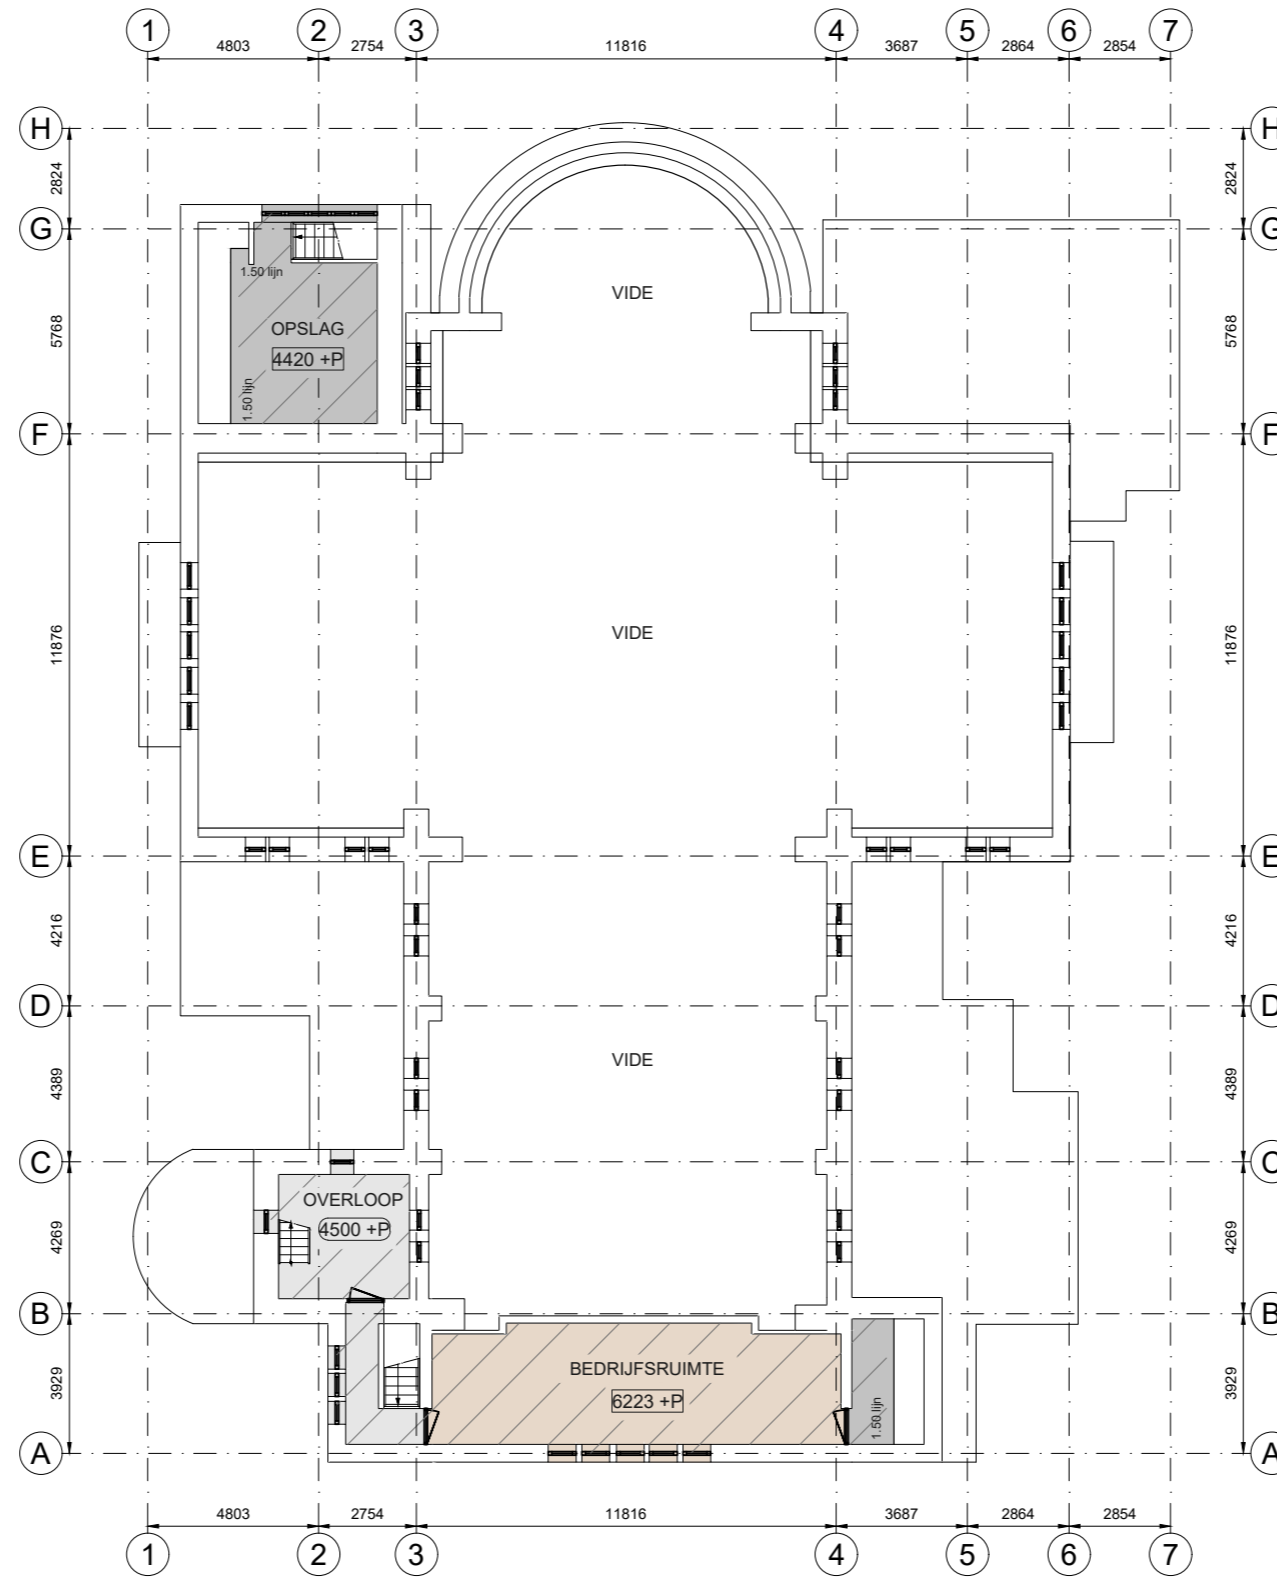 1 2 3 4 5 6 7
4803 2754 11816 3687 2864 2854
H H
2824 2824
G G
1.50 lijn
5768 5768
VIDE
OPSLAG
4420 +P
1.50 lijn
F F
11876 11876
VIDE
E E
4216 4216
D D
4389 4389
VIDE
C C
OVERLOOP
4500 +P
4269 4269
B B
3929 3929
BEDRIJFSRUIMTE
6223 +P
1.50 lijn
A A
4803 2754 11816 3687 2864 2854
1 2 3 4 5 6 7